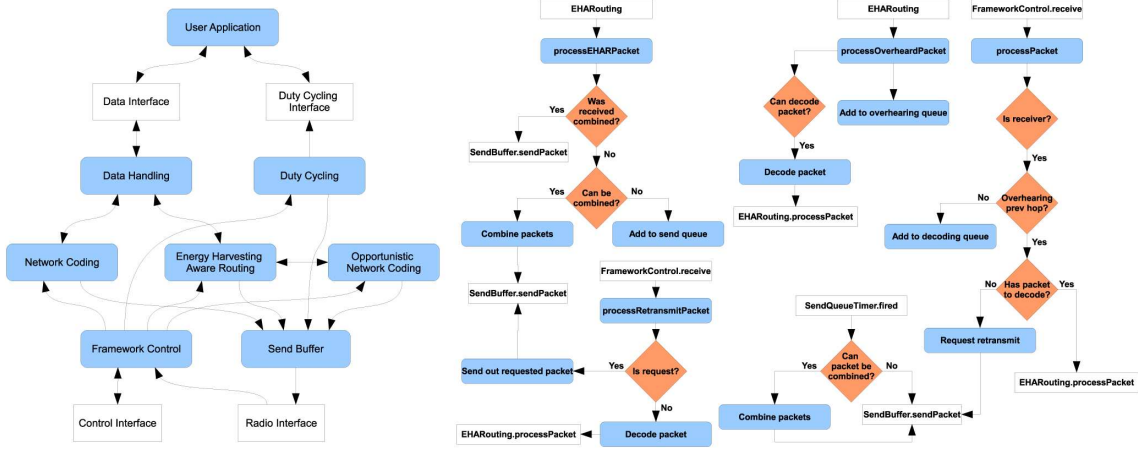 User Application
Data Interface
Duty Cycling
Interface
Data Handling
Duty Cycling
Network Coding
Energy Harvesting
Aware Routing
Opportunistic
Network Coding
Framework Control
Send Buffer
Control Interface
Radio Interface
EHARouting
processEHARPacket
Was
received
combined?
Yes
No
SendBuffer.sendPacket
Can be
combined?
Yes
No
Combine packets
Add to send queue
SendBuffer.sendPacket
FrameworkControl.receive
processRetransmitPacket
Is request?
Yes
No
Send out requested packet
Decode packet
EHARouting.processPacket
EHARouting
processOverheardPacket
Can decode
packet?
Add to overhearing queue
Yes
Decode packet
EHARouting.processPacket
SendQueueTimer.fired
Can
packet be
combined?
Yes
No
Combine packets
SendBuffer.sendPacket
FrameworkControl.receive
processPacket
Is receiver?
Yes
Overhearing
prev hop?
No
Yes
Add to decoding queue
Has packet
to decode?
No
Yes
Request retransmit
EHARouting.processPacket